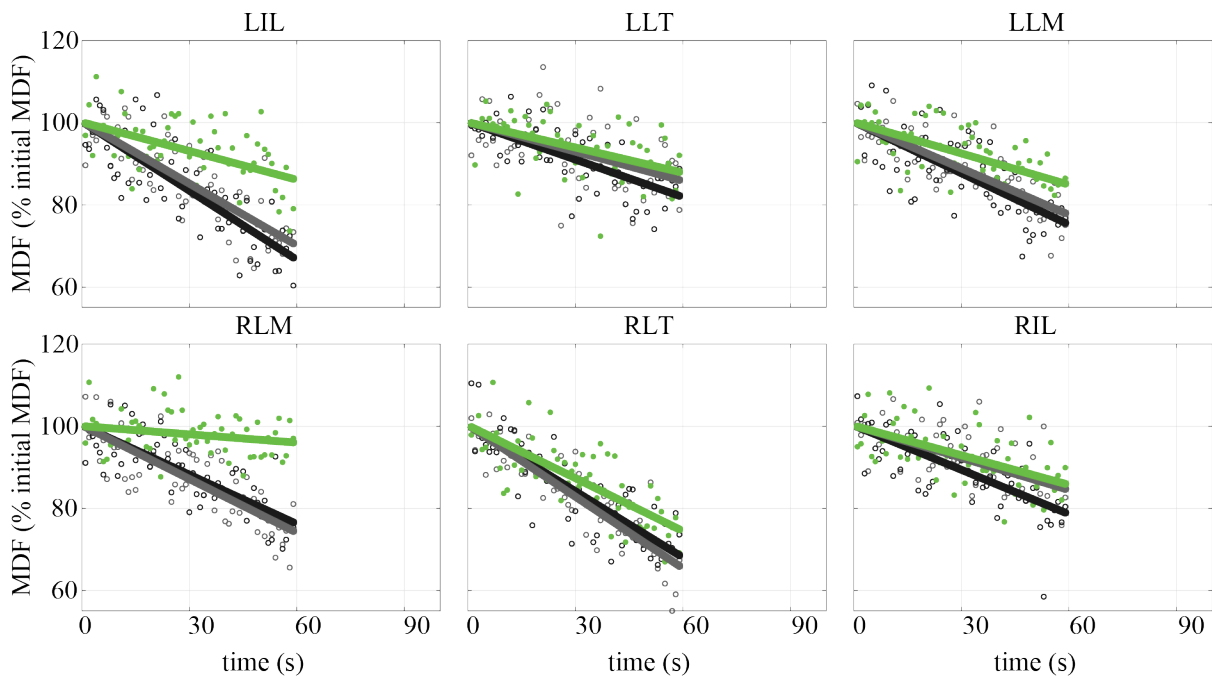 LIL LLT LLM
MDF (% initial MDF)
120
100
80
60
RLM RLT RIL
MDF (% initial MDF)
120
100
80
60
0 30 60 90 0 30 60 90 0 30 60 90
time (s) time (s) time (s)